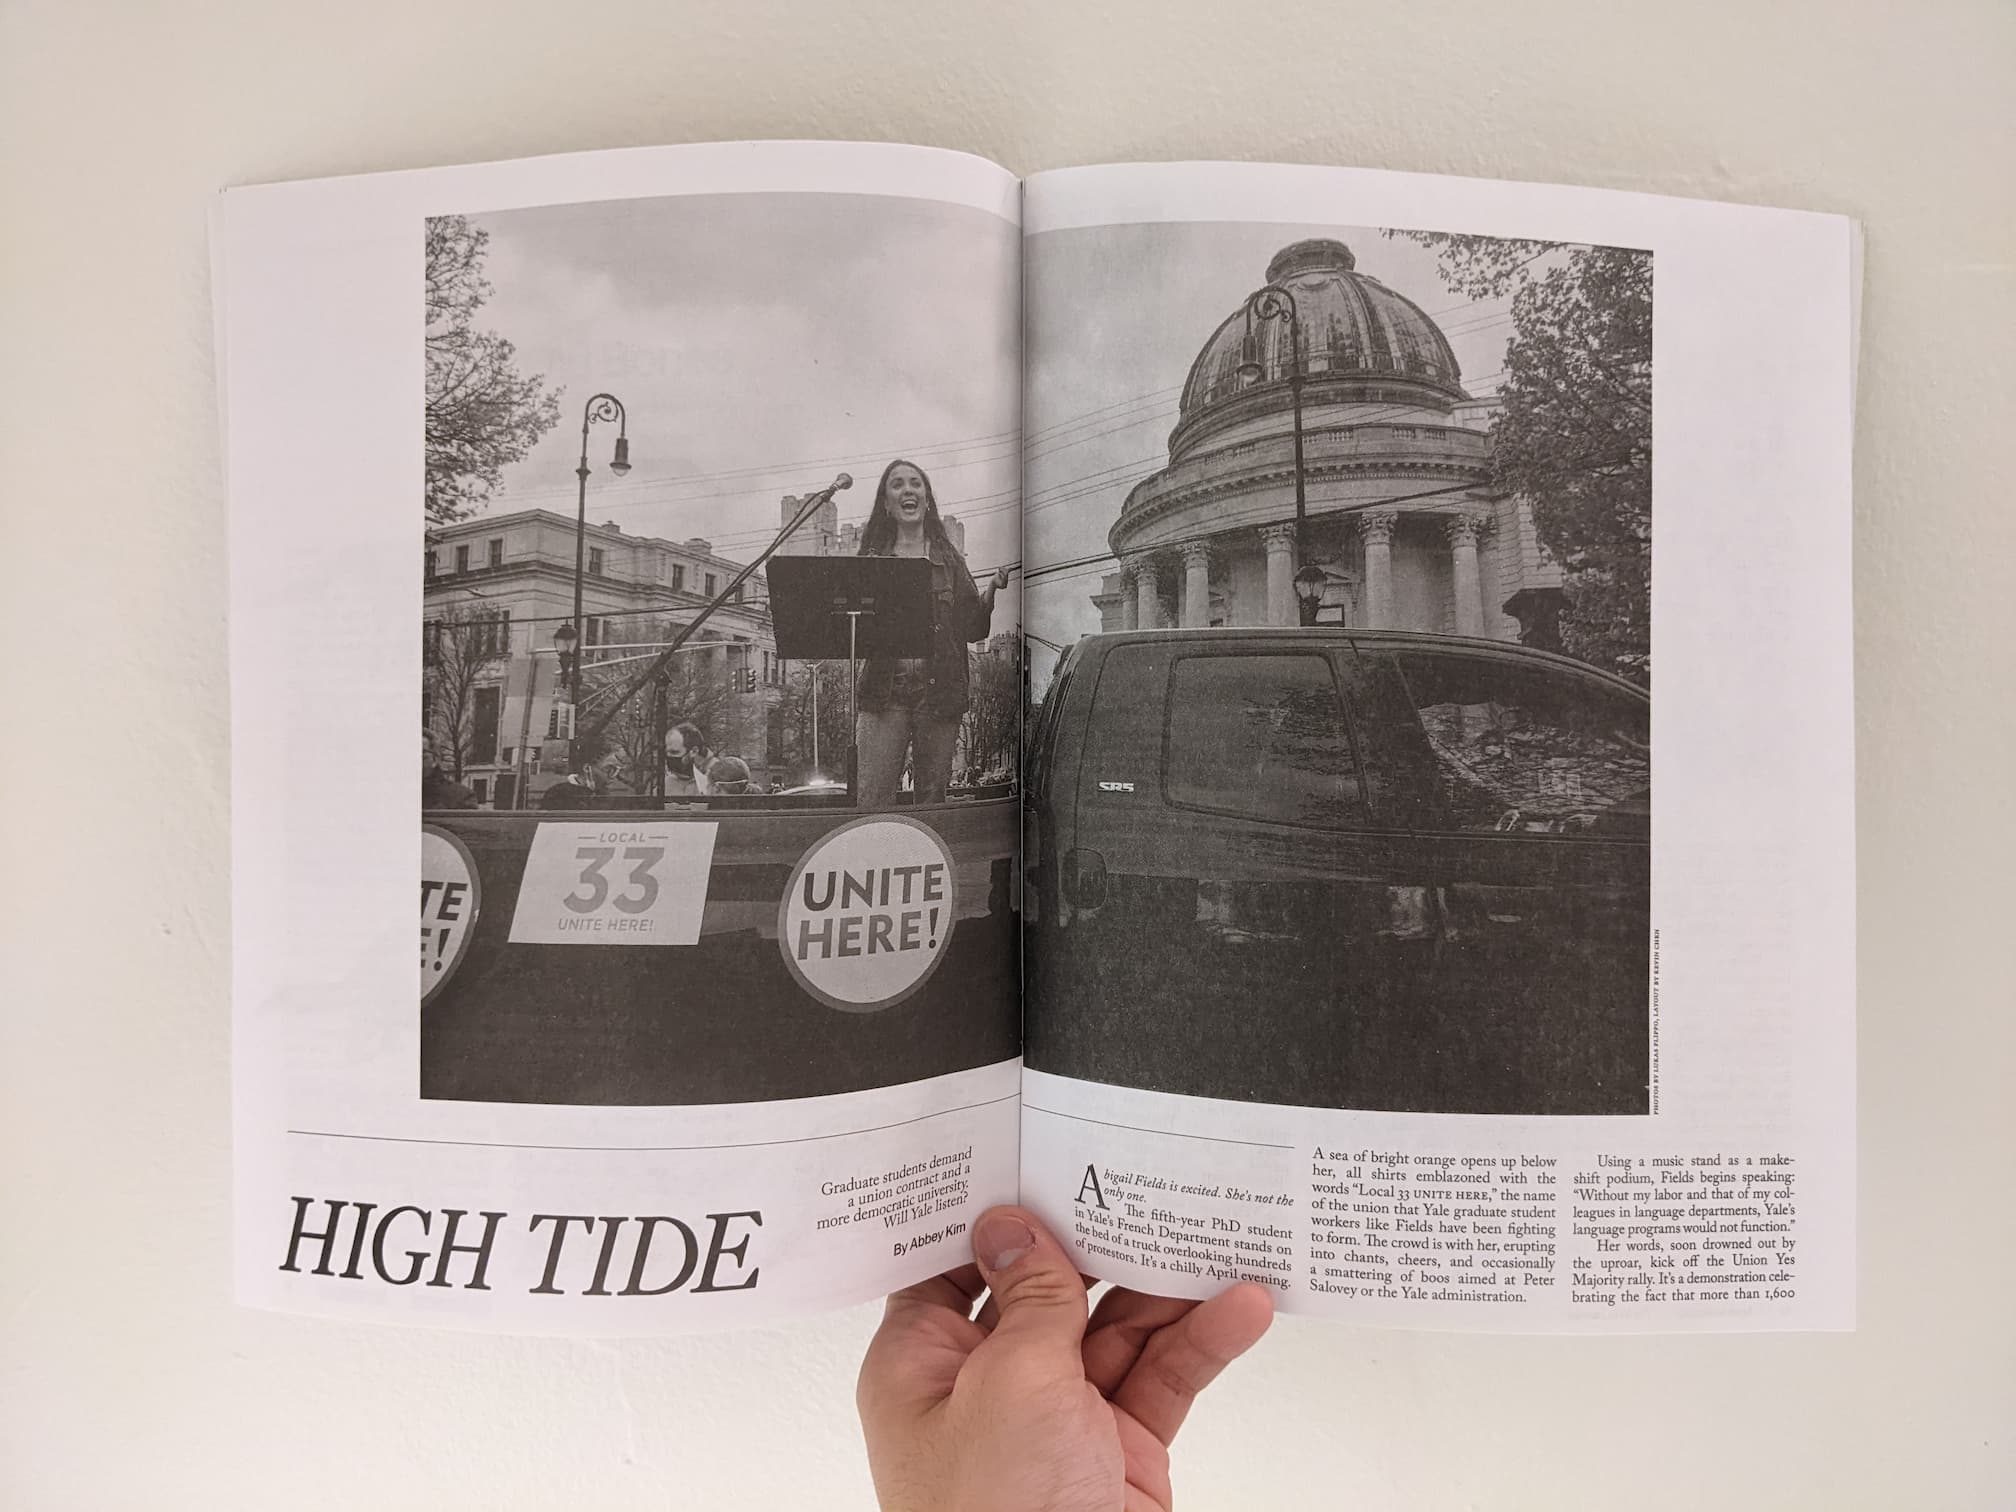 TE
E!
— LOCAL —
33
UNITE HERE!
UNITE
HERE!
SR5
PHOTOS BY LUKAS FLIPPO, LAYOUT BY KEVIN CHEN
HIGH TIDE
Graduate students demand
a union contract and a
more democratic university.
Will Yale listen?
By Abbey Kim
Abigail Fields is excited. She's not the
only one.
The fifth-year PhD student
in Yale's French Department stands on
the bed of a truck overlooking hundreds
of protestors. It's a chilly April evening.
A sea of bright orange opens up below
her, all shirts emblazoned with the
words “Local 33 UNITE HERE,” the name
of the union that Yale graduate student
workers like Fields have been fighting
to form. The crowd is with her, erupting
into chants, cheers, and occasionally
a smattering of boos aimed at Peter
Salovey or the Yale administration.
Using a music stand as a make-
shift podium, Fields begins speaking:
“Without my labor and that of my col-
leagues in language departments, Yale's
language programs would not function.”
Her words, soon drowned out by
the uproar, kick off the Union Yes
Majority rally. It's a demonstration cele-
brating the fact that more than 1,600